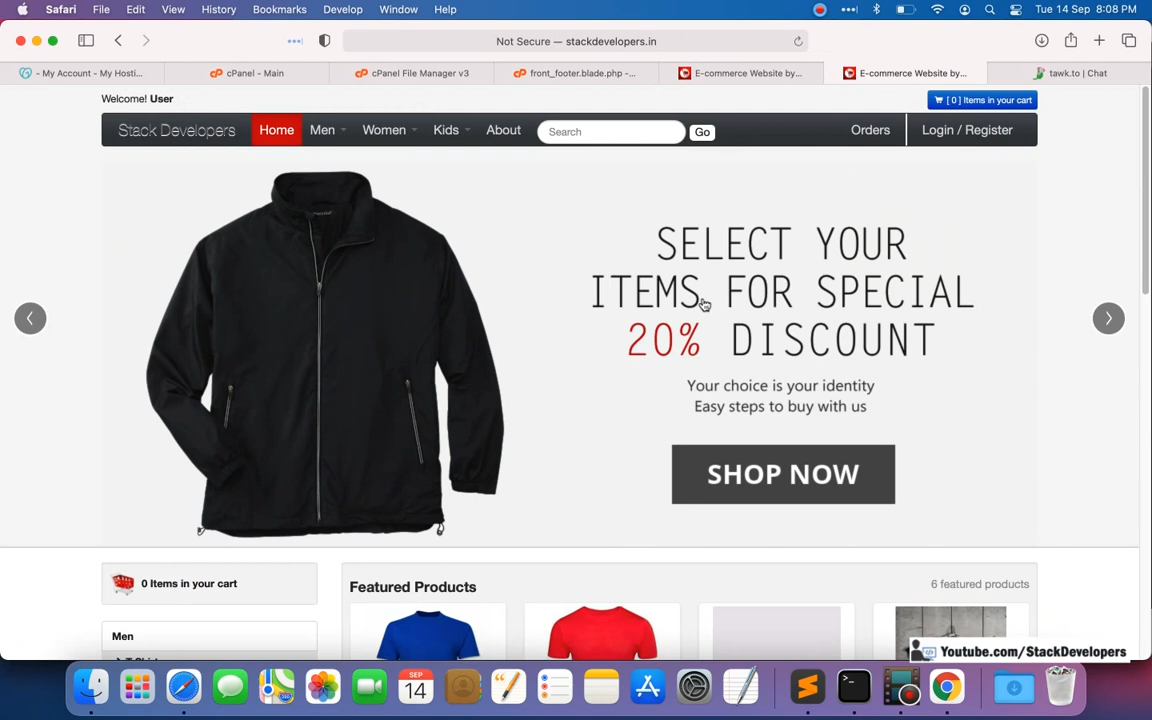 Safari File Edit View History Bookmarks Develop Window Help Tue 14 Sep 8:08 PM
Not Secure — stackdevelopers.in
- My Account - My Hosti...
cPanel - Main
cPanel File Manager v3
front_footer.blade.php -...
E-commerce Website by...
E-commerce Website by...
tawk.to | Chat
Welcome! User
[ 0 ] Items in your cart
Stack Developers Home Men Women Kids About Search Go Orders Login / Register
SELECT YOUR
ITEMS FOR SPECIAL
20% DISCOUNT
Your choice is your identity
Easy steps to buy with us
SHOP NOW
0 Items in your cart
Featured Products
6 featured products
Men
Youtube.com/StackDevelopers
SEP
14